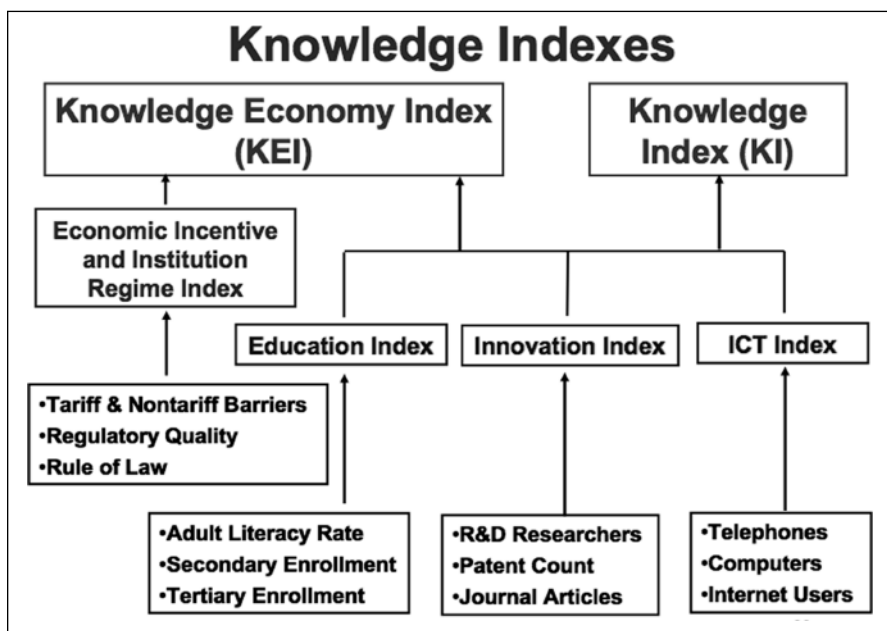 Knowledge Indexes
Knowledge Economy Index
(KEI)
Knowledge
Index (KI)
Economic Incentive
and Institution
Regime Index
Education Index
Innovation Index
ICT Index
•Tariff & Nontariff Barriers
•Regulatory Quality
•Rule of Law
•Adult Literacy Rate
•Secondary Enrollment
•Tertiary Enrollment
•R&D Researchers
•Patent Count
•Journal Articles
•Telephones
•Computers
•Internet Users